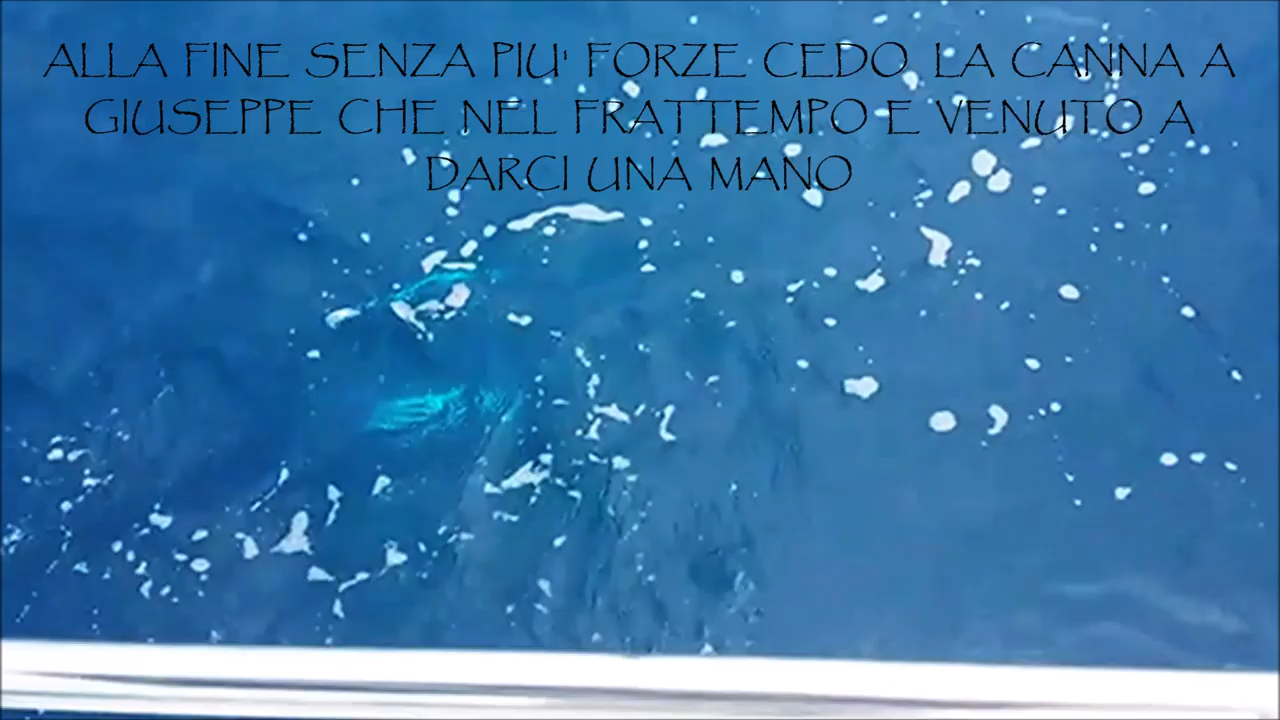 ALLA FINE SENZA PIU' FORZE CEDO LA CANNA A
GIUSEPPE CHE NEL FRATTEMPO E VENUTO A
DARCI UNA MANO